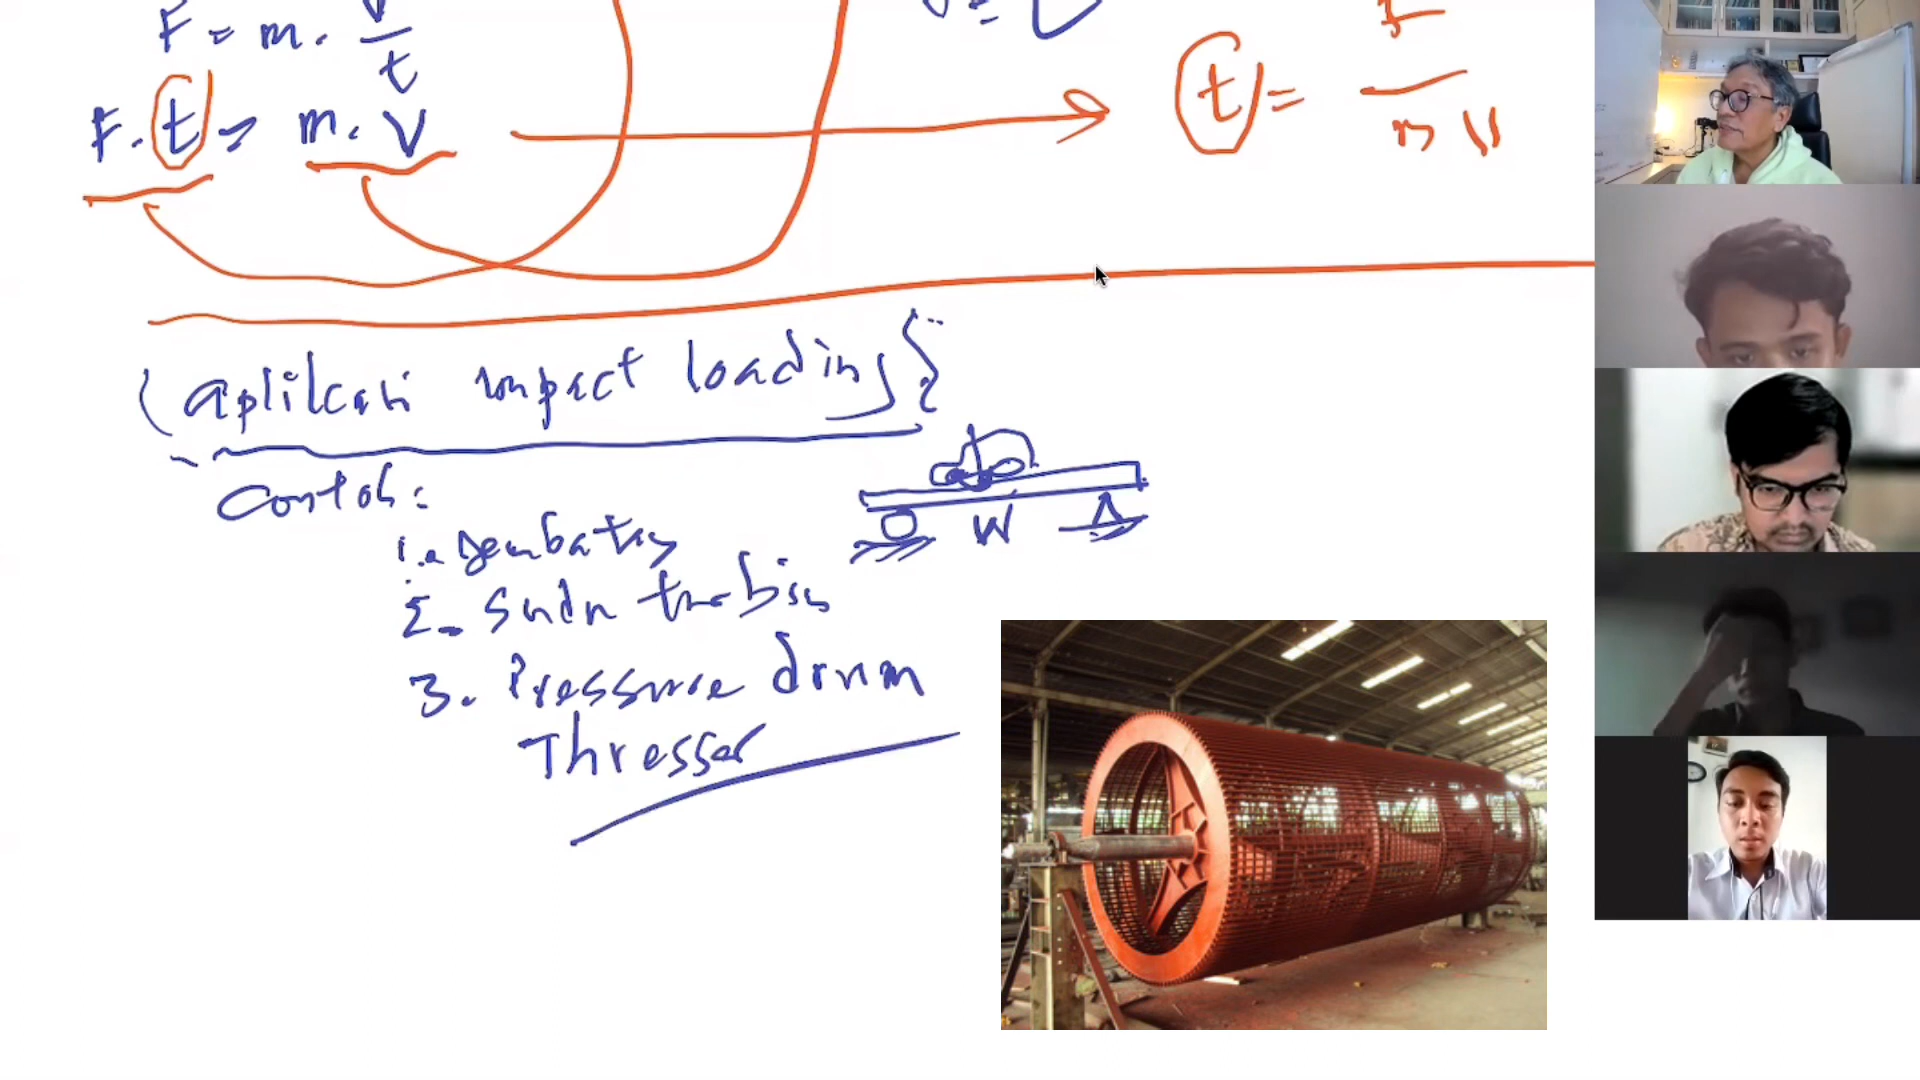 F = m. V/t
F. t = m. V
V =
t = F/m V
{aplikasi impact loading}
Contoh:
1. Jembatan
2. Sudu turbin
W
3. Pressure drum
Thresser